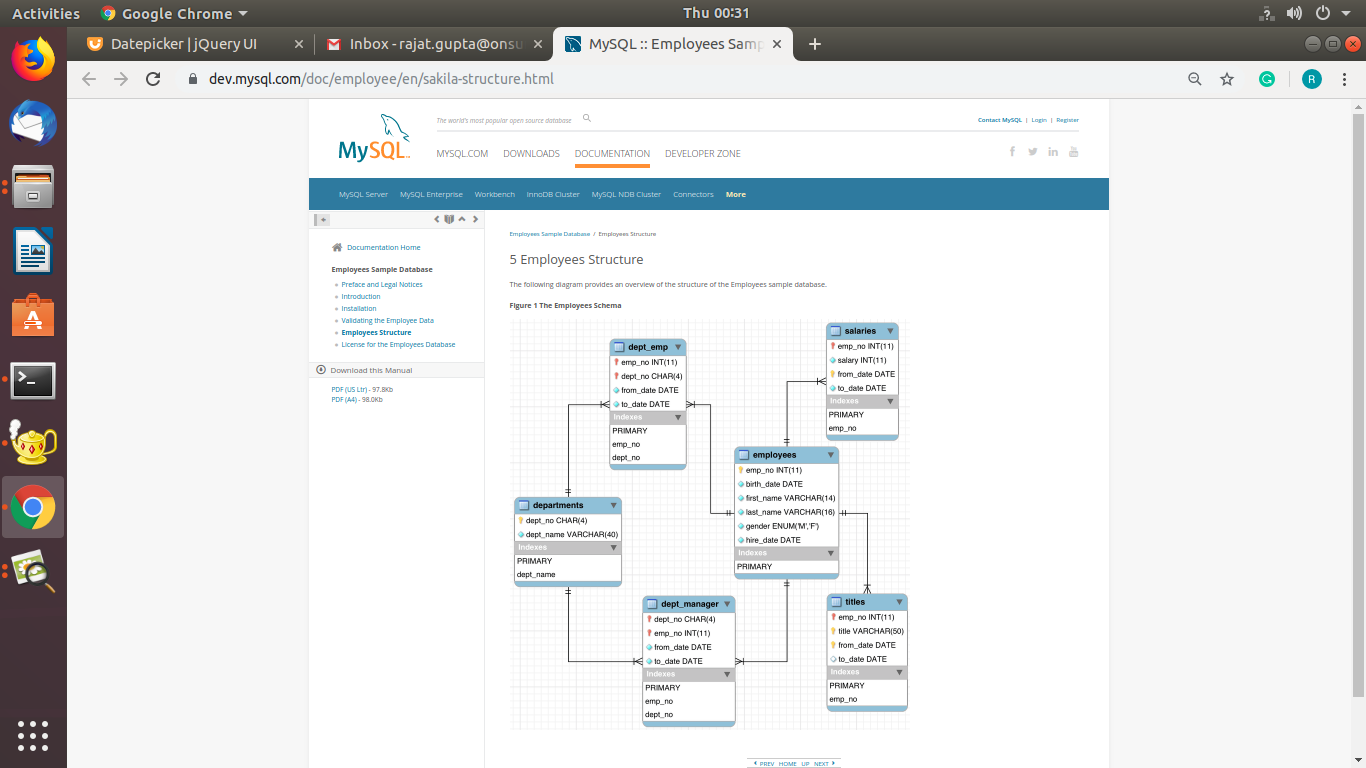 Activities
Google Chrome
Thu 00:31
Datepicker | jQuery UI
Inbox - rajat.gupta@onsu
MySQL :: Employees Samp
dev.mysql.com/doc/employee/en/sakila-structure.html
R
MySQL
The world's most popular open source database
Contact MySQL | Login | Register
MYSQL.COM DOWNLOADS DOCUMENTATION DEVELOPER ZONE
MySQL Server MySQL Enterprise Workbench InnoDB Cluster MySQL NDB Cluster Connectors More
Documentation Home
Employees Sample Database
Preface and Legal Notices
Introduction
Installation
Validating the Employee Data
Employees Structure
License for the Employees Database
Download this Manual
PDF (US Ltr) - 97.8Kb
PDF (A4) - 98.0Kb
Employees Sample Database / Employees Structure
5 Employees Structure
The following diagram provides an overview of the structure of the Employees sample database.
Figure 1 The Employees Schema
dept_emp
emp_no INT(11)
dept_no CHAR(4)
from_date DATE
to_date DATE
Indexes
PRIMARY
emp_no
dept_no
salaries
emp_no INT(11)
salary INT(11)
from_date DATE
to_date DATE
Indexes
PRIMARY
emp_no
employees
emp_no INT(11)
birth_date DATE
first_name VARCHAR(14)
last_name VARCHAR(16)
gender ENUM('M','F')
hire_date DATE
Indexes
PRIMARY
departments
dept_no CHAR(4)
dept_name VARCHAR(40)
Indexes
PRIMARY
dept_name
dept_manager
dept_no CHAR(4)
emp_no INT(11)
from_date DATE
to_date DATE
Indexes
PRIMARY
emp_no
dept_no
titles
emp_no INT(11)
title VARCHAR(50)
from_date DATE
to_date DATE
Indexes
PRIMARY
emp_no
PREV HOME UP NEXT